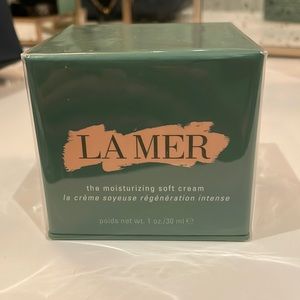 LA MER
the moisturizing soft cream
la crème soyeuse régénération intense
poids net wt. 1 oz./30 ml ℮